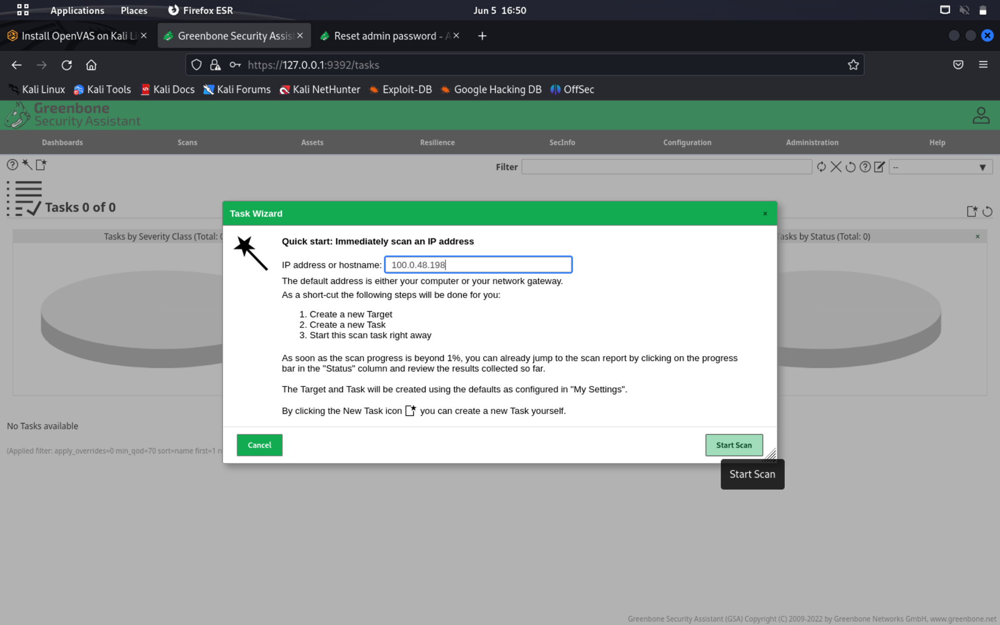 Applications Places Firefox ESR Jun 5 16:50
Install OpenVAS on Kali Li Greenbone Security Assis Reset admin password - A
https://127.0.0.1:9392/tasks
Kali Linux Kali Tools Kali Docs Kali Forums Kali NetHunter Exploit-DB Google Hacking DB OffSec
Greenbone
Security Assistant
Dashboards Scans Assets Resilience SecInfo Configuration Administration Help
Filter --
Tasks 0 of 0
Tasks by Severity Class (Total: Tasks by Status (Total: 0)
Task Wizard
Quick start: Immediately scan an IP address
IP address or hostname: 100.0.48.198
The default address is either your computer or your network gateway.
As a short-cut the following steps will be done for you:
1. Create a new Target
2. Create a new Task
3. Start this scan task right away
As soon as the scan progress is beyond 1%, you can already jump to the scan report by clicking on the progress
bar in the "Status" column and review the results collected so far.
The Target and Task will be created using the defaults as configured in "My Settings".
By clicking the New Task icon you can create a new Task yourself.
No Tasks available
Cancel Start Scan
(Applied filter: apply_overrides=0 min_qod=70 sort=name first=1
Start Scan
Greenbone Security Assistant (GSA) Copyright (C) 2009-2022 by Greenbone Networks GmbH, www.greenbone.net